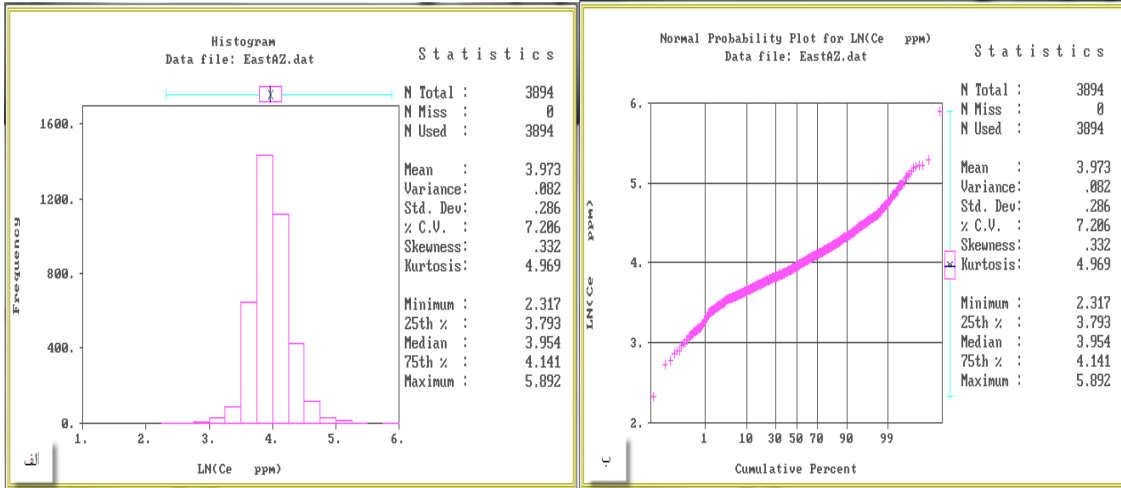 Histogram
Data file: EastAZ.dat
Statistics
N Total : 3894
N Miss : 0
N Used : 3894
Mean 3.973
Variance: .082
Std. Dev: .286
% C.V. : 7.206
Skewness: .332
Kurtosis: 4.969
Minimum : 2.317
25th % : 3.793
Median : 3.954
75th % : 4.141
Maximum : 5.892
Frequency
1600.
1200.
800.
400.
0.
1. 2. 3. 4. 5. 6.
LN(Ce ppm)
الف
Normal Probability Plot for LN(Ce ppm)
Data file: EastAZ.dat
Statistics
N Total : 3894
N Miss : 0
N Used : 3894
Mean : 3.973
Variance: .082
Std. Dev: .286
% C.V. : 7.206
Skewness: .332
Kurtosis: 4.969
Minimum : 2.317
25th % : 3.793
Median : 3.954
75th % : 4.141
Maximum : 5.892
LN(Ce ppm)
6.
5.
4.
3.
2.
1 10 30 50 70 90 99
Cumulative Percent
ب